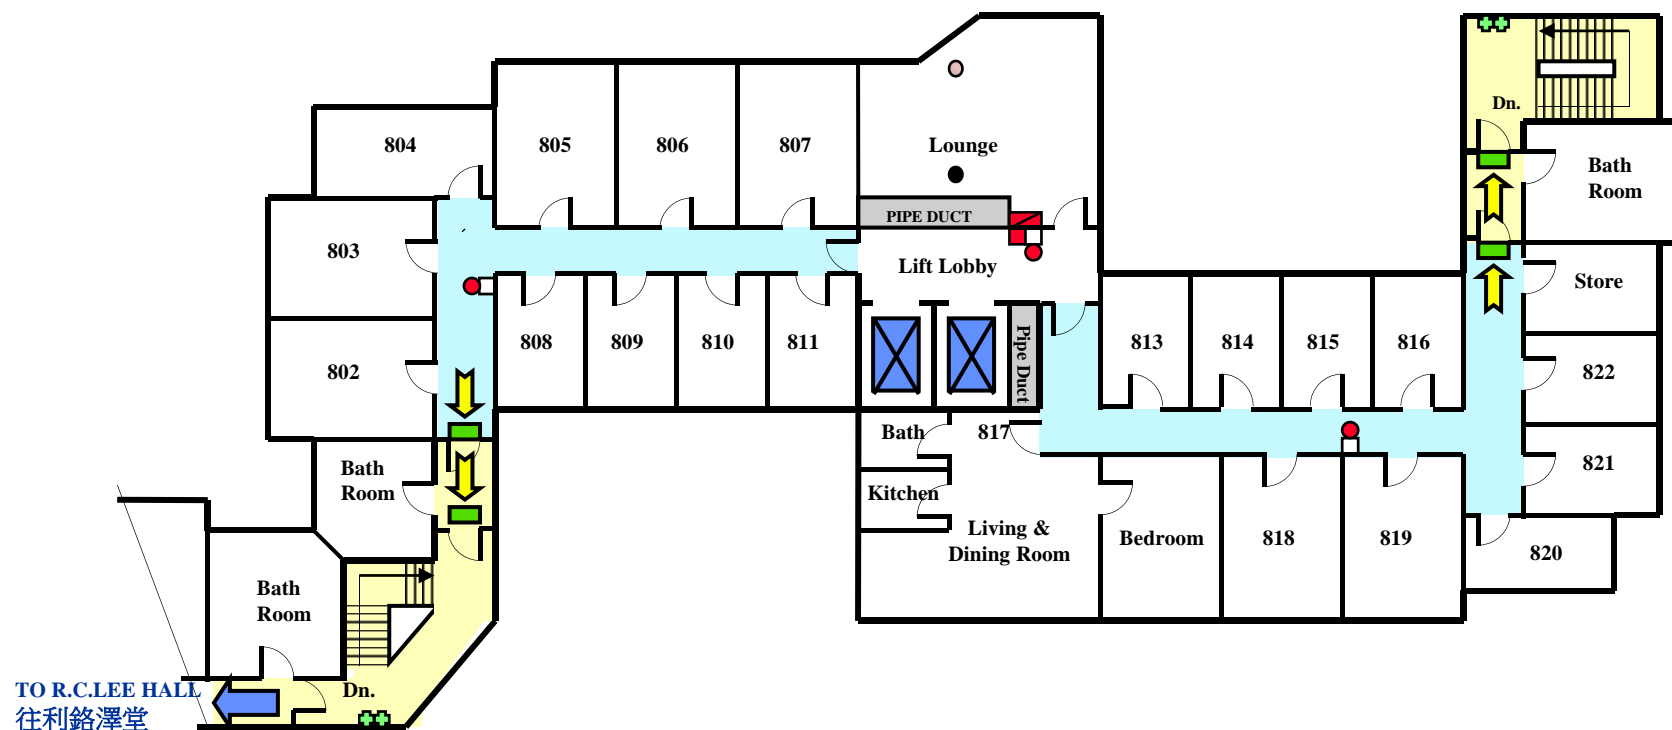 Dn.
804
805
806
807
Lounge
Bath
Room
PIPE DUCT
803
Lift Lobby
Store
808
809
810
811
Pipe Duct
813
814
815
816
802
822
Bath
817
821
Bath
Room
Kitchen
Living &
Dining Room
Bedroom
818
819
820
Bath
Room
Dn.
TO R.C.LEE HALL
往利銘澤堂